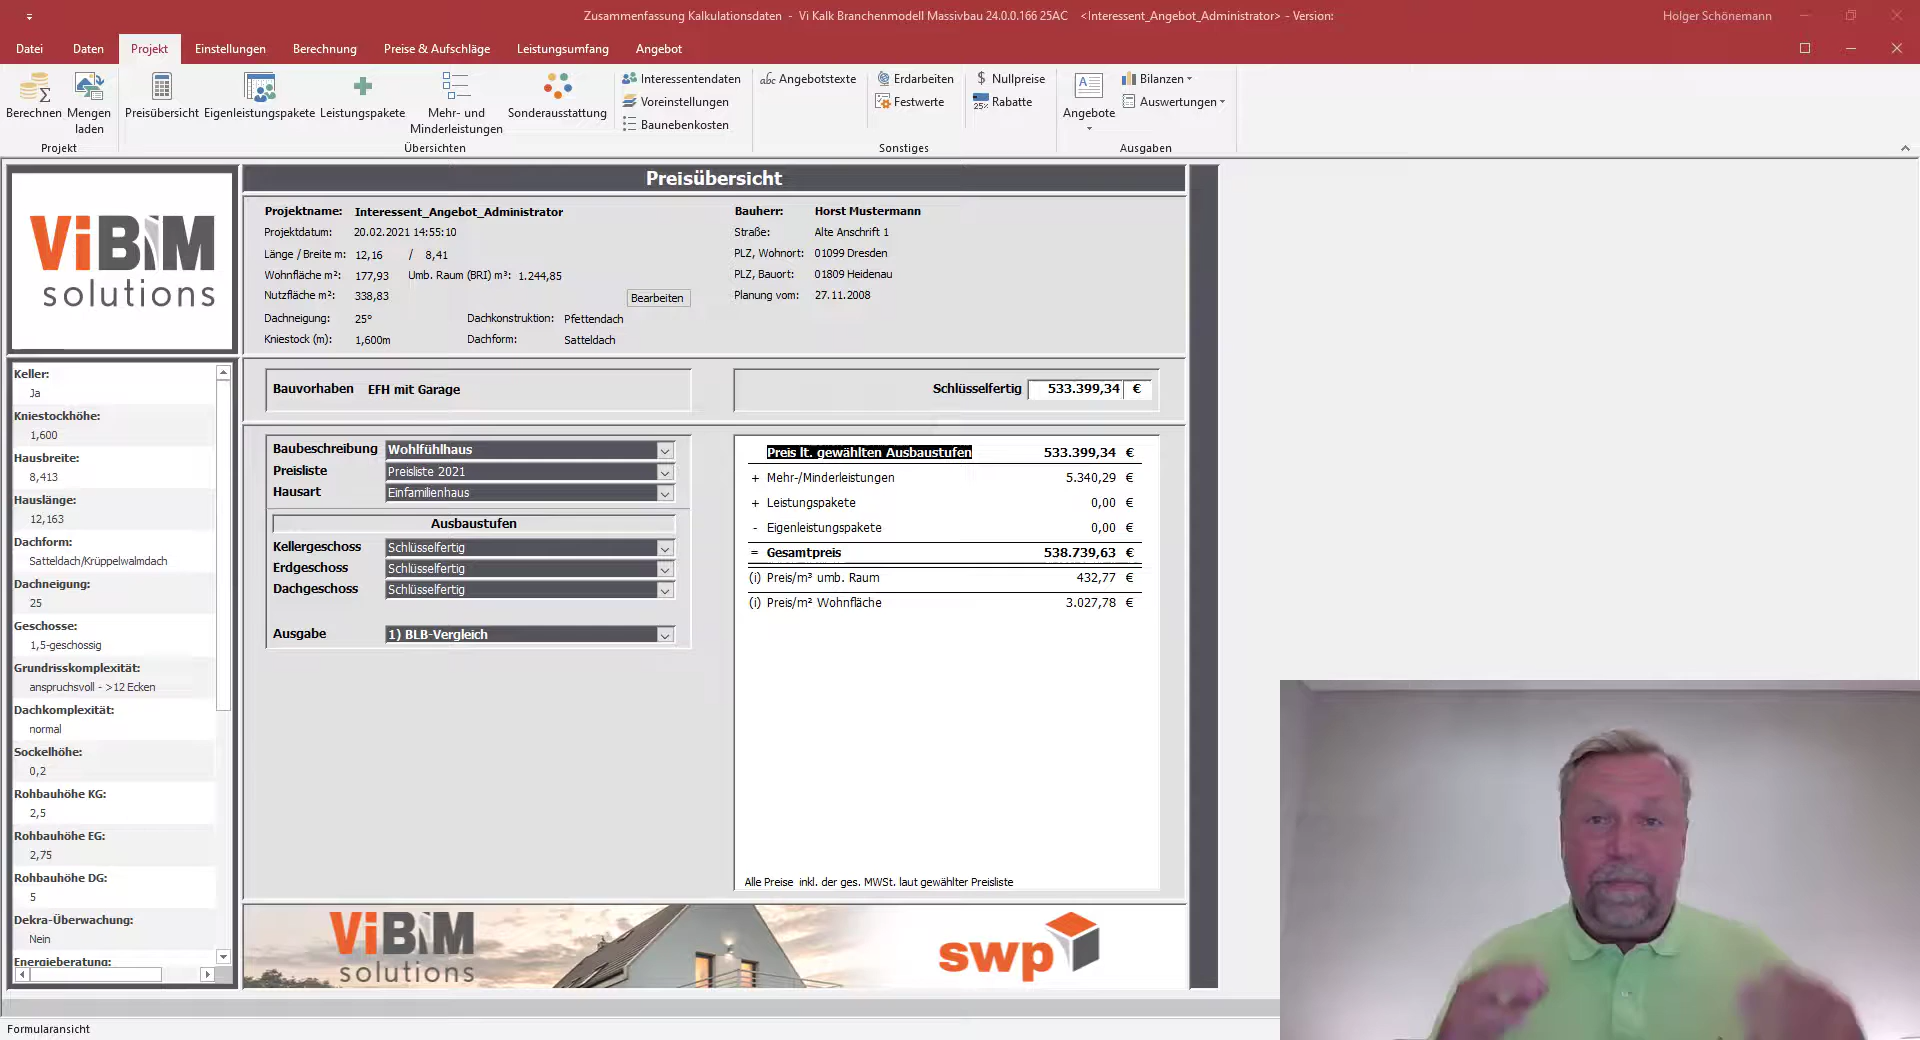 Zusammenfassung Kalkulationsdaten - Vi Kalk Branchenmodell Massivbau 24.0.0.166 25AC <Interessent_Angebot_Administrator> - Version:
Holger Schönemann
Datei Daten Projekt Einstellungen Berechnung Preise & Aufschläge Leistungsumfang Angebot
Berechnen
Mengen laden
Projekt
Preisübersicht
Eigenleistungspakete
Leistungspakete
Mehr- und Minderleistungen
Sonderausstattung
Interessentendaten
Voreinstellungen
Baunebenkosten
Übersichten
abc Angebotstexte
Erdarbeiten
Festwerte
$ Nullpreise
25% Rabatte
Sonstiges
Angebote
Bilanzen
Auswertungen
Ausgaben
ViBIM
solutions
Preisübersicht
Projektname: Interessent_Angebot_Administrator
Projektdatum: 20.02.2021 14:55:10
Länge / Breite m: 12,16 / 8,41
Wohnfläche m²: 177,93 Umb. Raum (BRI) m³: 1.244,85
Nutzfläche m²: 338,83
Bearbeiten
Dachneigung: 25° Dachkonstruktion: Pfettendach
Kniestock (m): 1,600m Dachform: Satteldach
Bauherr: Horst Mustermann
Straße: Alte Anschrift 1
PLZ, Wohnort: 01099 Dresden
PLZ, Bauort: 01809 Heidenau
Planung vom: 27.11.2008
Keller:
Ja
Kniestockhöhe:
1,600
Hausbreite:
8,413
Hauslänge:
12,163
Dachform:
Satteldach/Krüppelwalmdach
Dachneigung:
25
Geschosse:
1,5-geschossig
Grundrisskomplexität:
anspruchsvoll - >12 Ecken
Dachkomplexität:
normal
Sockelhöhe:
0,2
Rohbauhöhe KG:
2,5
Rohbauhöhe EG:
2,75
Rohbauhöhe DG:
5
Dekra-Überwachung:
Nein
Energieberatung:
Bauvorhaben EFH mit Garage
Schlüsselfertig 533.399,34 €
Baubeschreibung Wohlfühlhaus
Preisliste Preisliste 2021
Hausart Einfamilienhaus
Ausbaustufen
Kellergeschoss Schlüsselfertig
Erdgeschoss Schlüsselfertig
Dachgeschoss Schlüsselfertig
Ausgabe 1) BLB-Vergleich
Preis lt. gewählten Ausbaustufen 533.399,34 €
+ Mehr-/Minderleistungen 5.340,29 €
+ Leistungspakete 0,00 €
- Eigenleistungspakete 0,00 €
= Gesamtpreis 538.739,63 €
(i) Preis/m³ umb. Raum 432,77 €
(i) Preis/m² Wohnfläche 3.027,78 €
Alle Preise inkl. der ges. MWSt. laut gewählter Preisliste
ViBIM
solutions
swp
Formularansicht